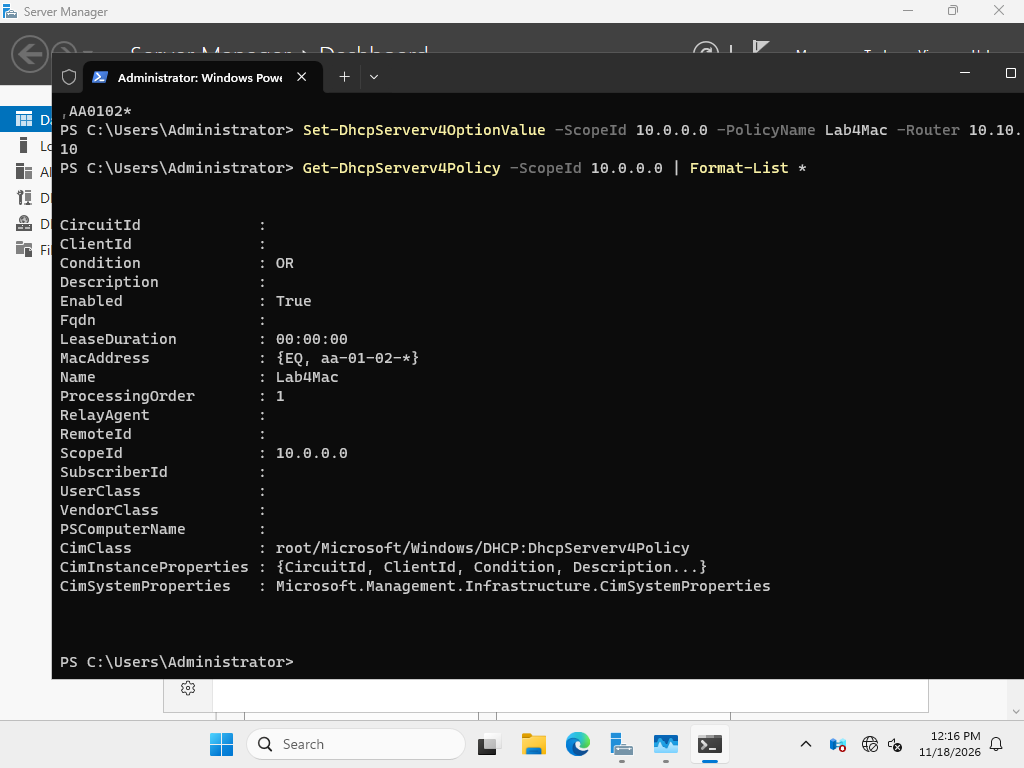 Server Manager
Administrator: Windows Powe
,AA0102*
PS C:\Users\Administrator> Set-DhcpServerv4OptionValue -ScopeId 10.0.0.0 -PolicyName Lab4Mac -Router 10.10.
10
PS C:\Users\Administrator> Get-DhcpServerv4Policy -ScopeId 10.0.0.0 | Format-List *
CircuitId :
ClientId :
Condition : OR
Description :
Enabled : True
Fqdn :
LeaseDuration : 00:00:00
MacAddress : {EQ, aa-01-02-*}
Name : Lab4Mac
ProcessingOrder : 1
RelayAgent :
RemoteId :
ScopeId : 10.0.0.0
SubscriberId :
UserClass :
VendorClass :
PSComputerName :
CimClass : root/Microsoft/Windows/DHCP:DhcpServerv4Policy
CimInstanceProperties : {CircuitId, ClientId, Condition, Description...}
CimSystemProperties : Microsoft.Management.Infrastructure.CimSystemProperties
PS C:\Users\Administrator>
Search
12:16 PM
11/18/2026